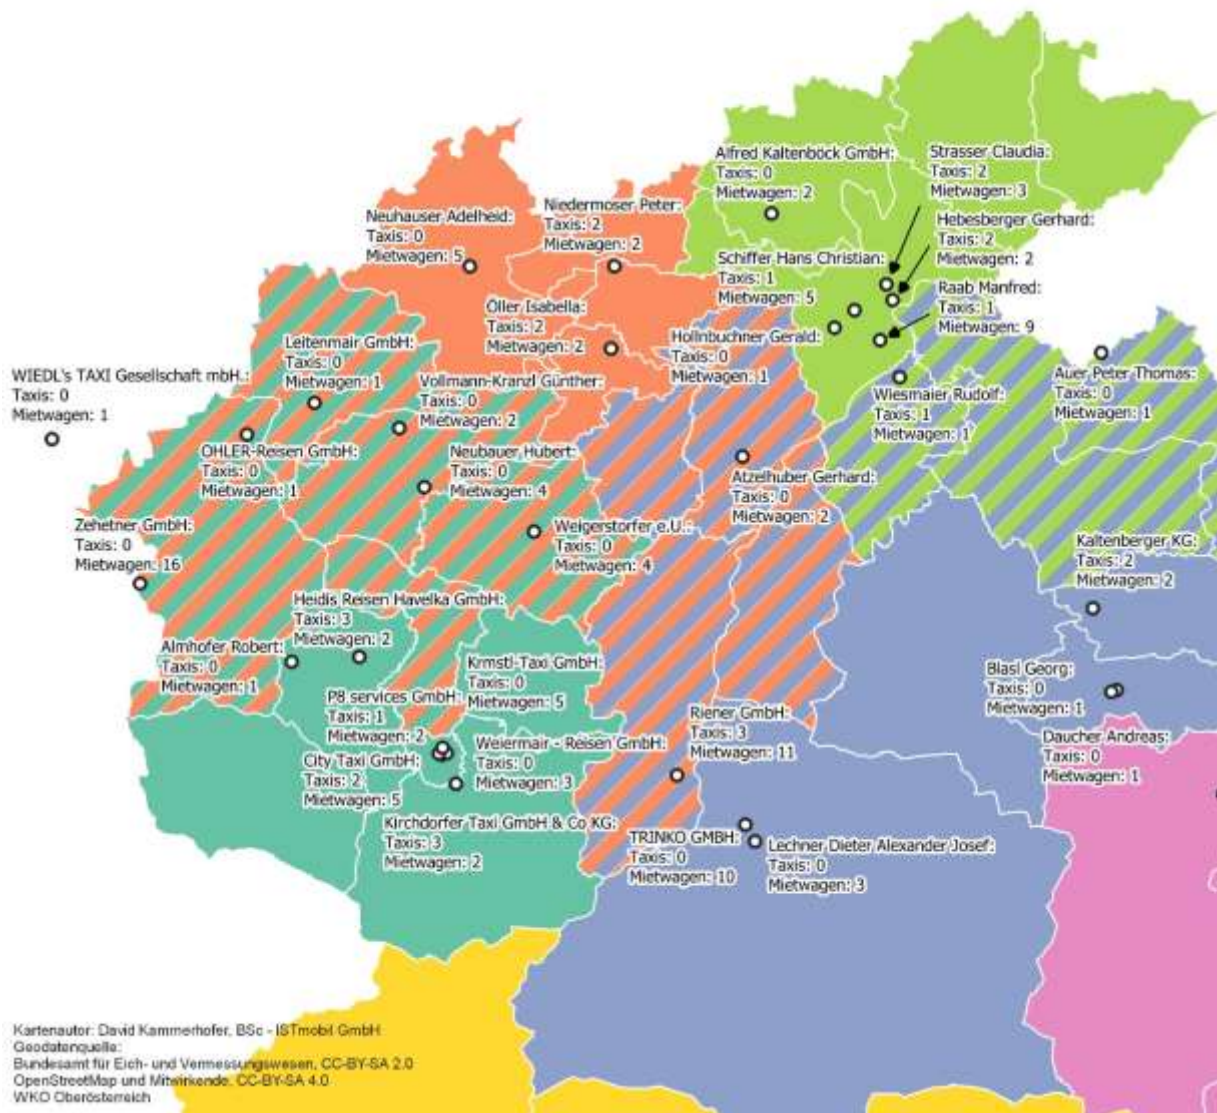 Alfred Kaltenböck GmbH:
Taxis: 0
Mietwagen: 2
Strasser Claudia:
Taxis: 2
Mietwagen: 3
Neuhauser Adelheid:
Taxis: 0
Mietwagen: 5
Niedermoser Peter:
Taxis: 2
Mietwagen: 2
Hebesberger Gerhard:
Taxis: 2
Mietwagen: 2
Schiffer Hans Christian:
Taxis: 1
Mietwagen: 5
Raab Manfred:
Taxis: 1
Mietwagen: 9
Öller Isabella:
Taxis: 2
Mietwagen: 2
Hollnbuchner Gerald:
Taxis: 0
Mietwagen: 1
Leitenmair GmbH:
Taxis: 0
Mietwagen: 1
WIEDL's TAXI Gesellschaft mbH.:
Taxis: 0
Mietwagen: 1
Vollmann-Kranzl Günther:
Taxis: 0
Mietwagen: 2
Auer Peter Thomas:
Taxis: 0
Mietwagen: 1
Wiesmaier Rudolf:
Taxis: 1
Mietwagen: 1
OHLER-Reisen GmbH:
Taxis: 0
Mietwagen: 1
Neubauer Hubert:
Taxis: 0
Mietwagen: 4
Atzelhuber Gerhard:
Taxis: 0
Mietwagen: 2
Zehetner GmbH:
Taxis: 0
Mietwagen: 16
Weigerstorfer e.U.:
Taxis: 0
Mietwagen: 4
Kaltenberger KG:
Taxis: 2
Mietwagen: 2
Heidis Reisen Havelka GmbH:
Taxis: 3
Mietwagen: 2
Almhofer Robert:
Taxis: 0
Mietwagen: 1
Krmstl-Taxi GmbH:
Taxis: 0
Mietwagen: 5
Blasl Georg:
Taxis: 0
Mietwagen: 1
P8 services GmbH:
Taxis: 1
Mietwagen: 2
Riener GmbH:
Taxis: 3
Mietwagen: 11
Weiermair - Reisen GmbH:
Taxis: 0
Mietwagen: 3
Daucher Andreas:
Taxis: 0
Mietwagen: 1
City Taxi GmbH:
Taxis: 2
Mietwagen: 5
Kirchdorfer Taxi GmbH & Co KG:
Taxis: 3
Mietwagen: 2
TRINKO GMBH:
Taxis: 0
Mietwagen: 10
Lechner Dieter Alexander Josef:
Taxis: 0
Mietwagen: 3
Kartenautor: David Kammerhofer, BSc - ISTmobil GmbH
Geodatenquelle:
Bundesamt für Eich- und Vermessungswesen, CC-BY-SA 2.0
OpenStreetMap und Mitwirkende, CC-BY-SA 4.0
WKO Oberösterreich